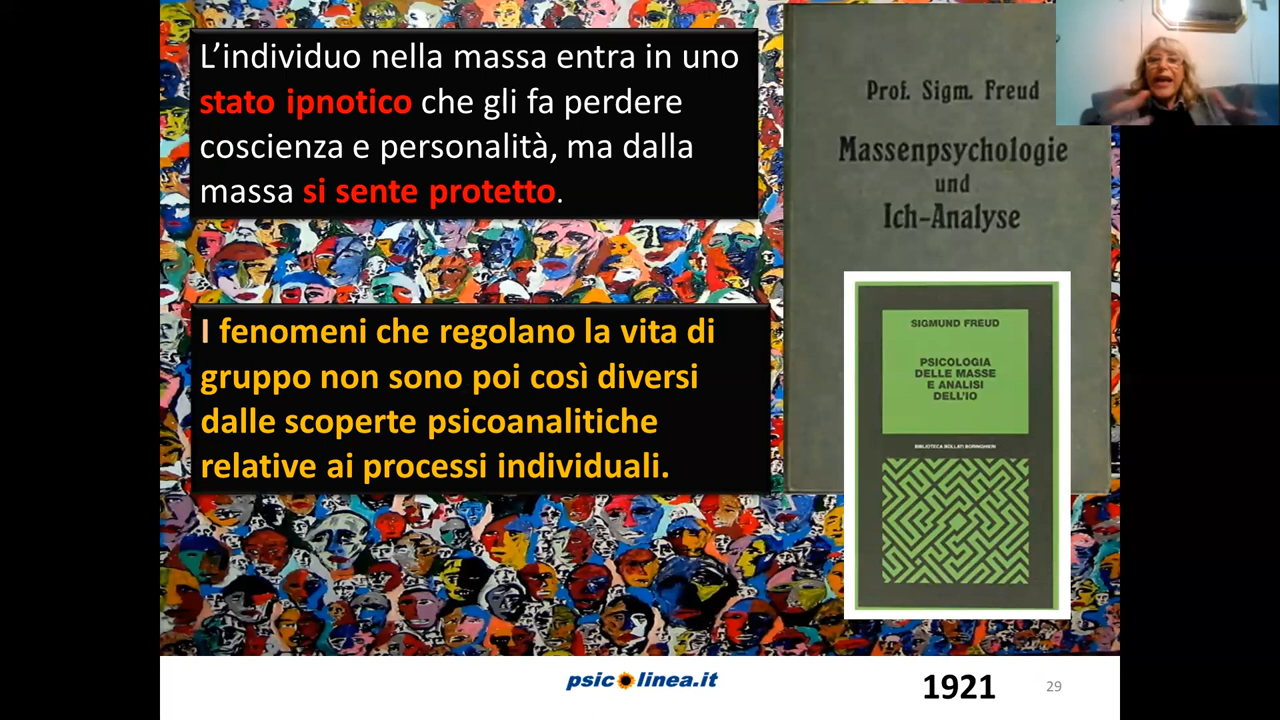 L’individuo nella massa entra in uno
stato ipnotico che gli fa perdere
coscienza e personalità, ma dalla
massa si sente protetto.
I fenomeni che regolano la vita di
gruppo non sono poi così diversi
dalle scoperte psicoanalitiche
relative ai processi individuali.
Prof. Sigm. Freud
Massenpsychologie
und
Ich-Analyse
SIGMUND FREUD
PSICOLOGIA
DELLE MASSE
E ANALISI
DELL'IO
BIBLIOTECA BOLLATI BORINGHIERI
psicolinea.it
1921
29